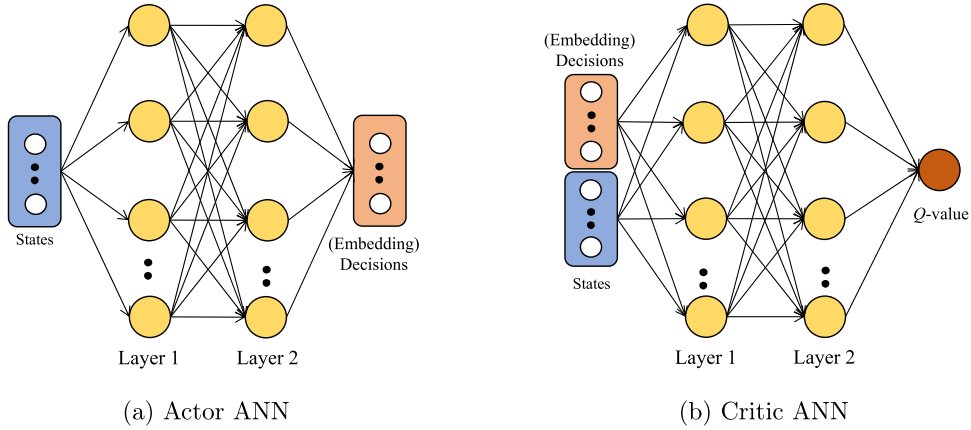 States
(Embedding)
Decisions
Layer 1
Layer 2
(a) Actor ANN
(Embedding)
Decisions
States
Q-value
Layer 1
Layer 2
(b) Critic ANN